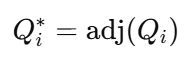 Q_i^* = adj(Q_i)